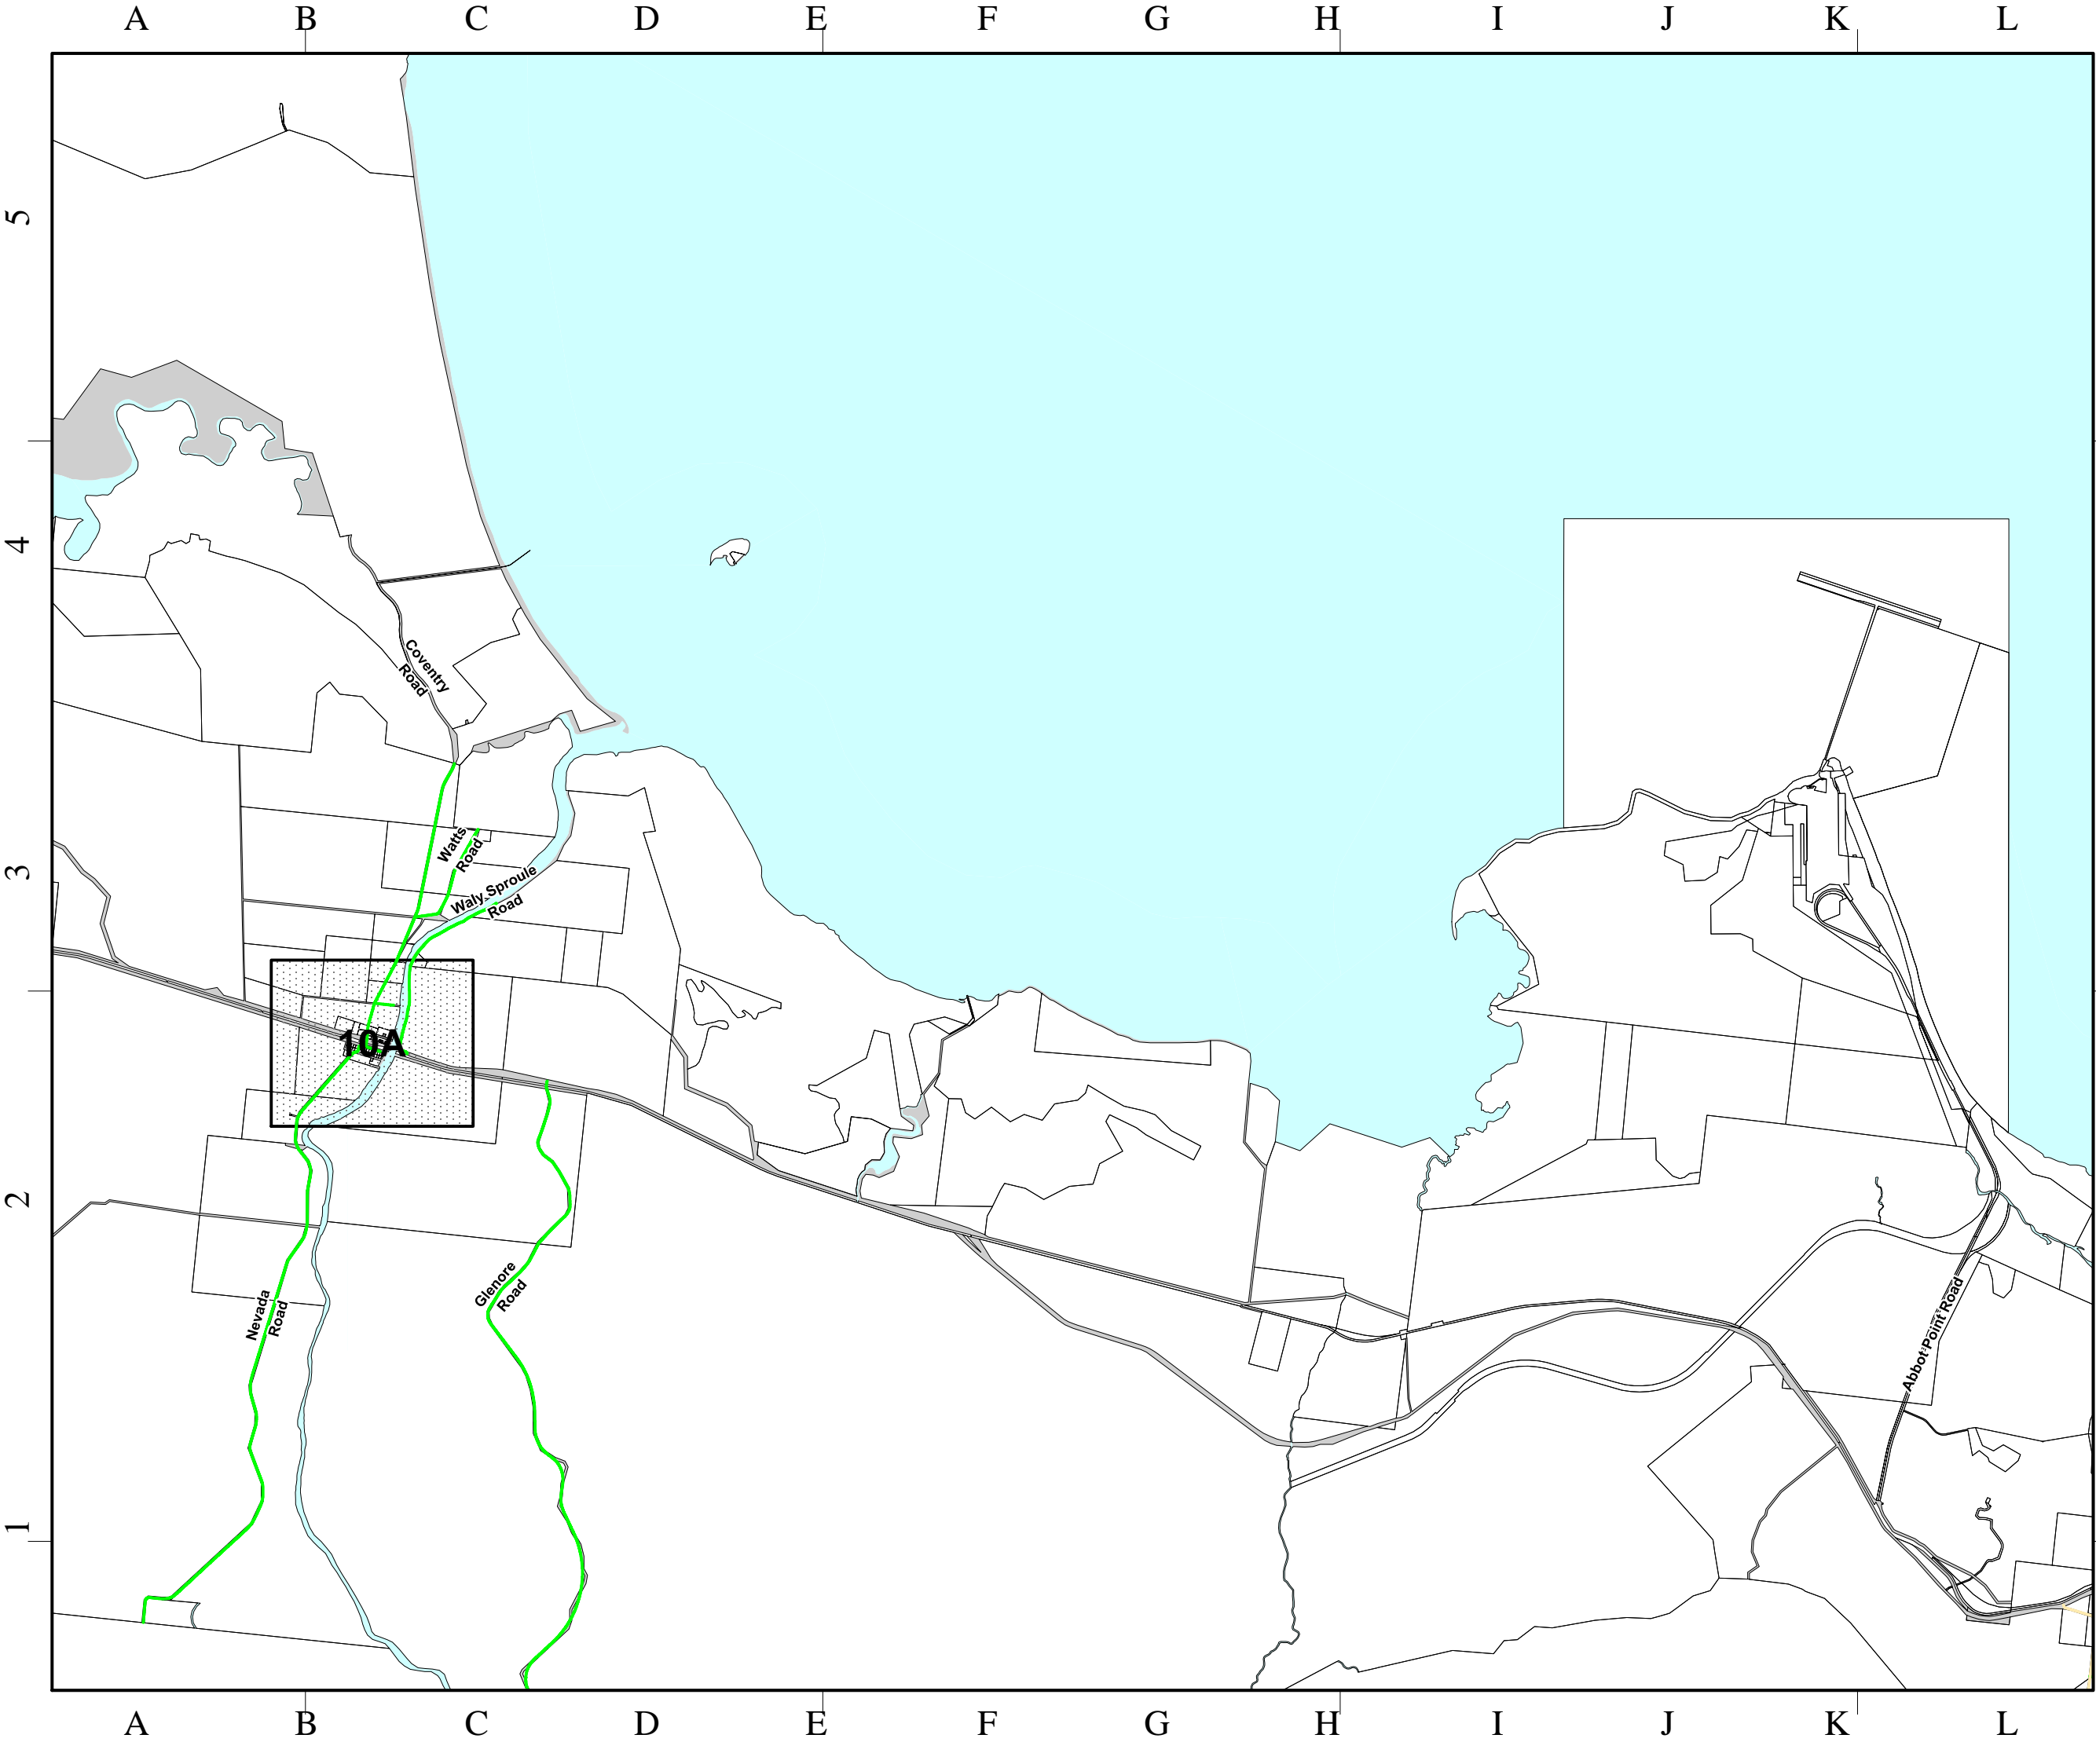 A B C D E F G H I J K L
5
4
Coventry
Road
Watts
Road
3
Waly Sproule
Road
10A
2
Glenore
Road
Nevada
Road
Abbot Point Road
1
A B C D E F G H I J K L